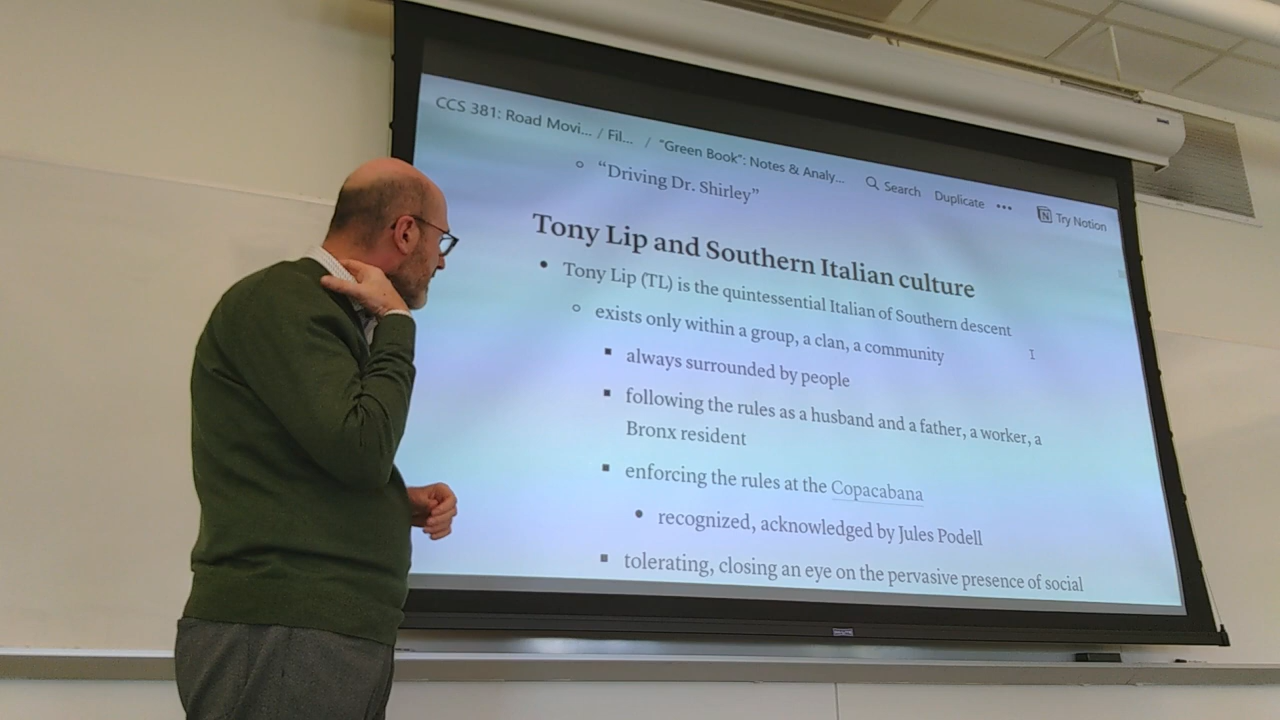 CCS 381: Road Movi... / Fil... / "Green Book": Notes & Analy... Search Duplicate ••• Try Notion
“Driving Dr. Shirley”
Tony Lip and Southern Italian culture
Tony Lip (TL) is the quintessential Italian of Southern descent
exists only within a group, a clan, a community
always surrounded by people
following the rules as a husband and a father, a worker, a
Bronx resident
enforcing the rules at the Copacabana
recognized, acknowledged by Jules Podell
tolerating, closing an eye on the pervasive presence of social